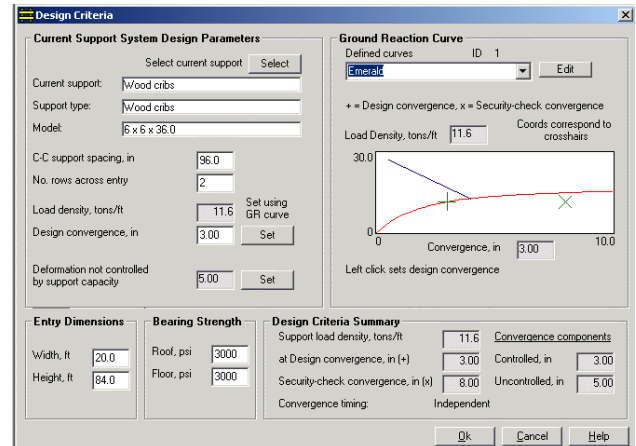 Design Criteria
Current Support System Design Parameters
Select current support Select
Current support: Wood cribs
Support type: Wood cribs
Model: 6 x 6 x 36.0
C-C support spacing, in 96.0
No. rows across entry 2
Load density, tons/ft 11.6 Set using GR curve
Design convergence, in 3.00 Set
Deformation not controlled
by support capacity 5.00 Set
Ground Reaction Curve
Defined curves ID 1
Emerald Edit
+ = Design convergence, x = Security-check convergence
Load Density, tons/ft 11.6 Coords correspond to crosshairs
30.0
0
0 10.0
Convergence, in 3.00
Left click sets design convergence
Entry Dimensions
Width, ft 20.0
Height, ft 84.0
Bearing Strength
Roof, psi 3000
Floor, psi 3000
Design Criteria Summary
Support load density, tons/ft 11.6 Convergence components
at Design convergence, in (+) 3.00 Controlled, in 3.00
Security-check convergence, in (x) 8.00 Uncontrolled, in 5.00
Convergence timing: Independent
Ok Cancel Help